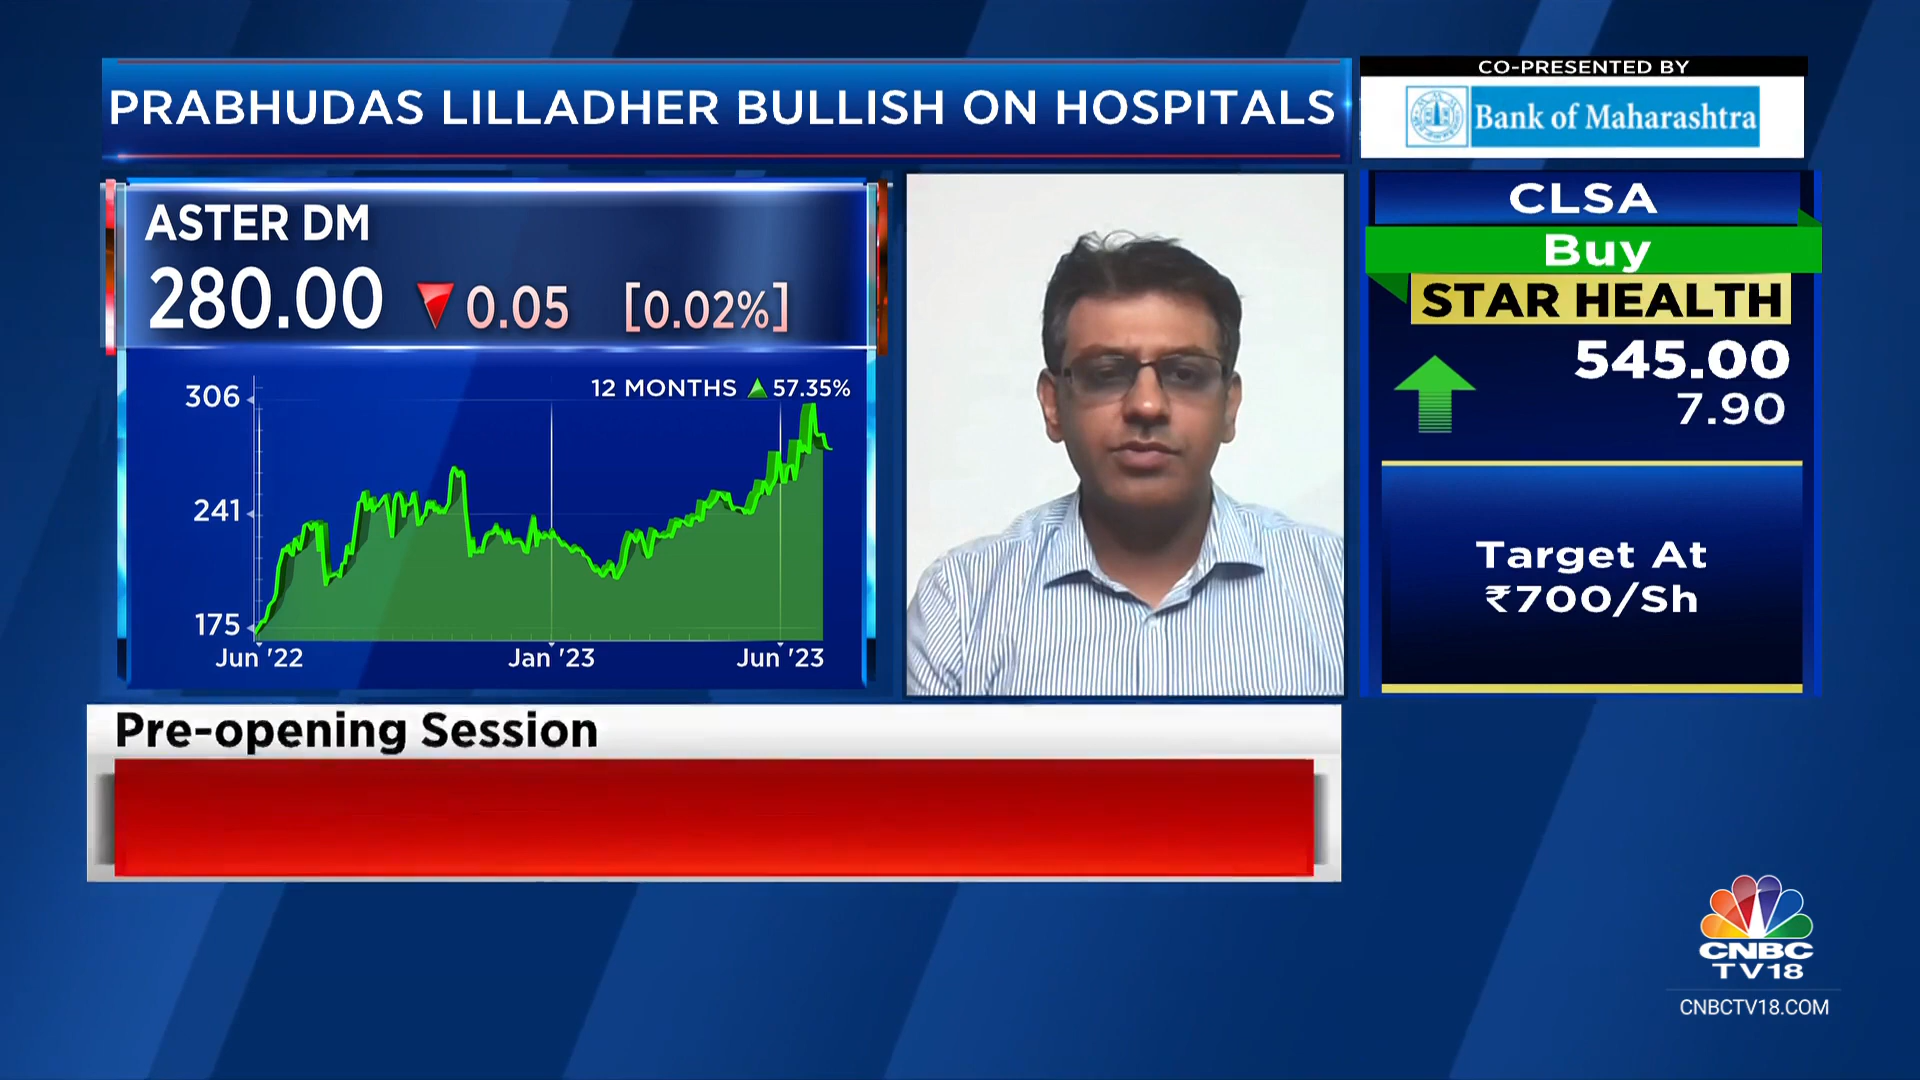 PRABHUDAS LILLADHER BULLISH ON HOSPITALS
CO-PRESENTED BY
Bank of Maharashtra
ASTER DM
280.00 ▼ 0.05 [0.02%]
12 MONTHS ▲ 57.35%
306
241
175
Jun '22 Jan '23 Jun '23
CLSA
Buy
STAR HEALTH
545.00
7.90
Target At
₹700/Sh
Pre-opening Session
CNBC
TV18
CNBCTV18.COM